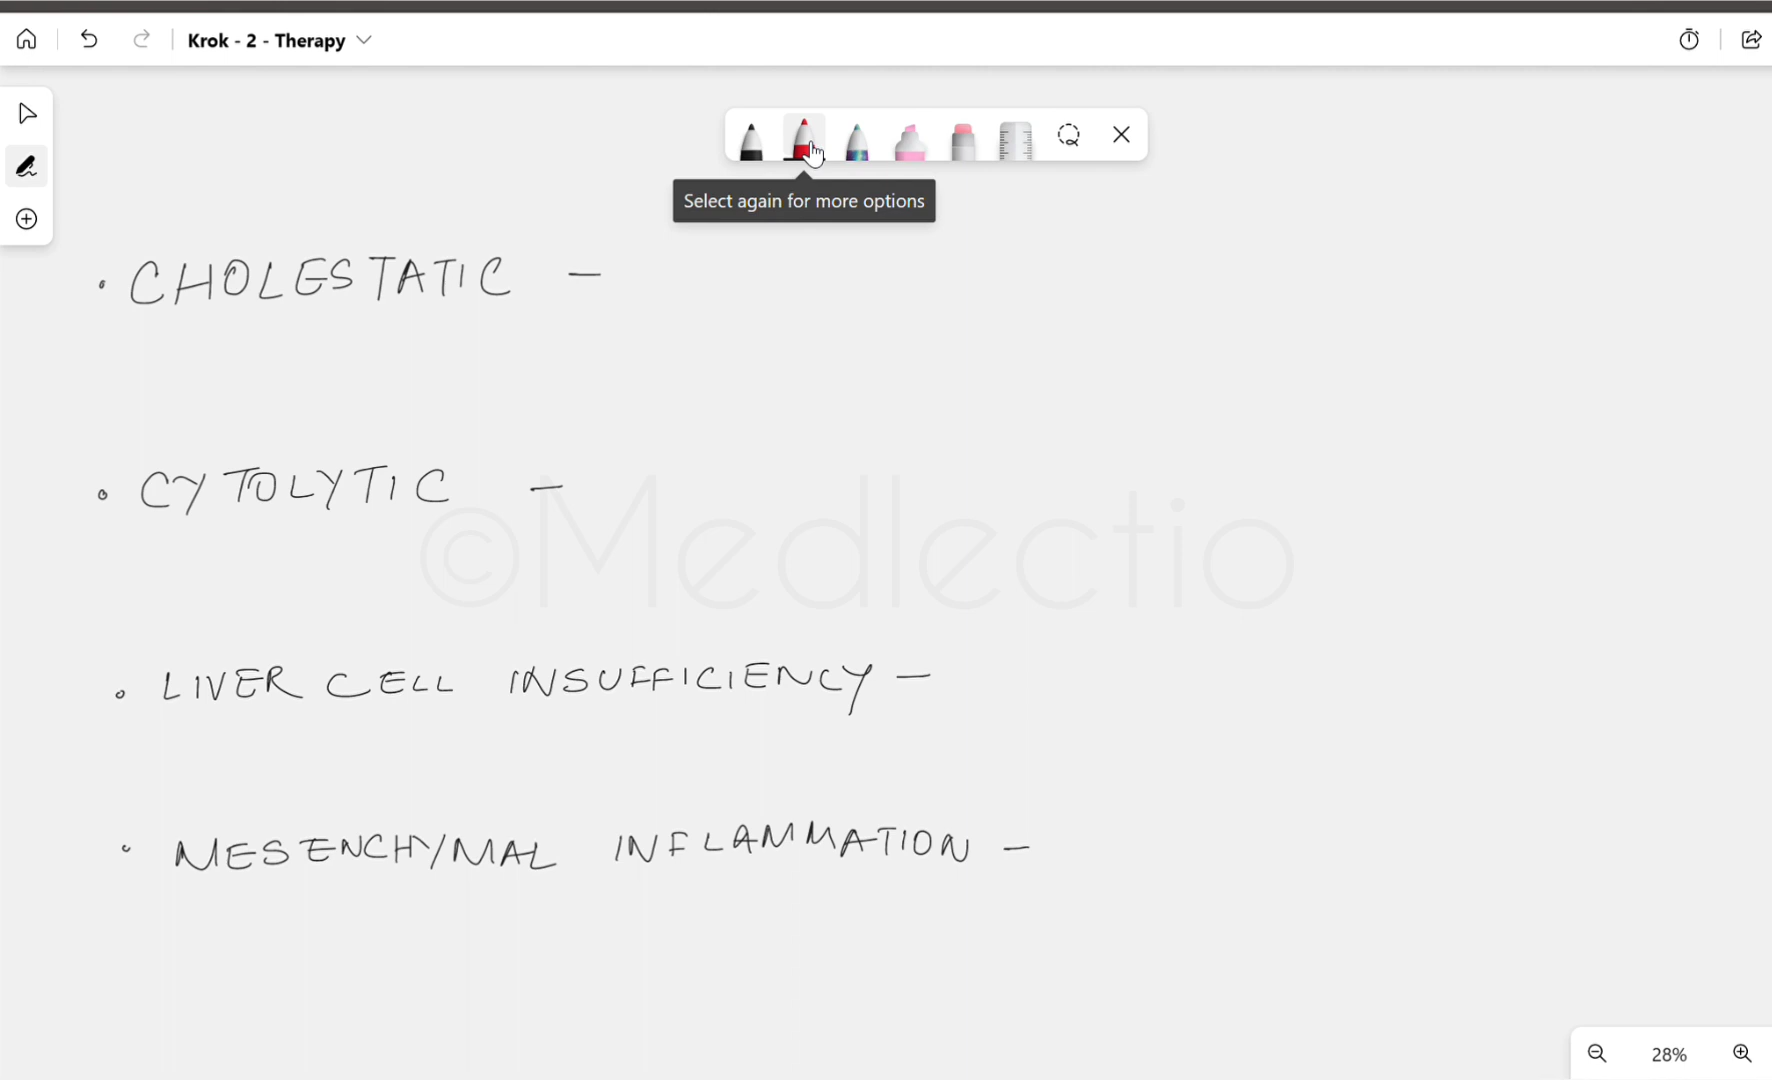 Krok - 2 - Therapy
Select again for more options
• CHOLESTATIC –
• CYTOLYTIC –
©Medlectio
• LIVER CELL INSUFFICIENCY –
• MESENCHYMAL INFLAMMATION –
28%